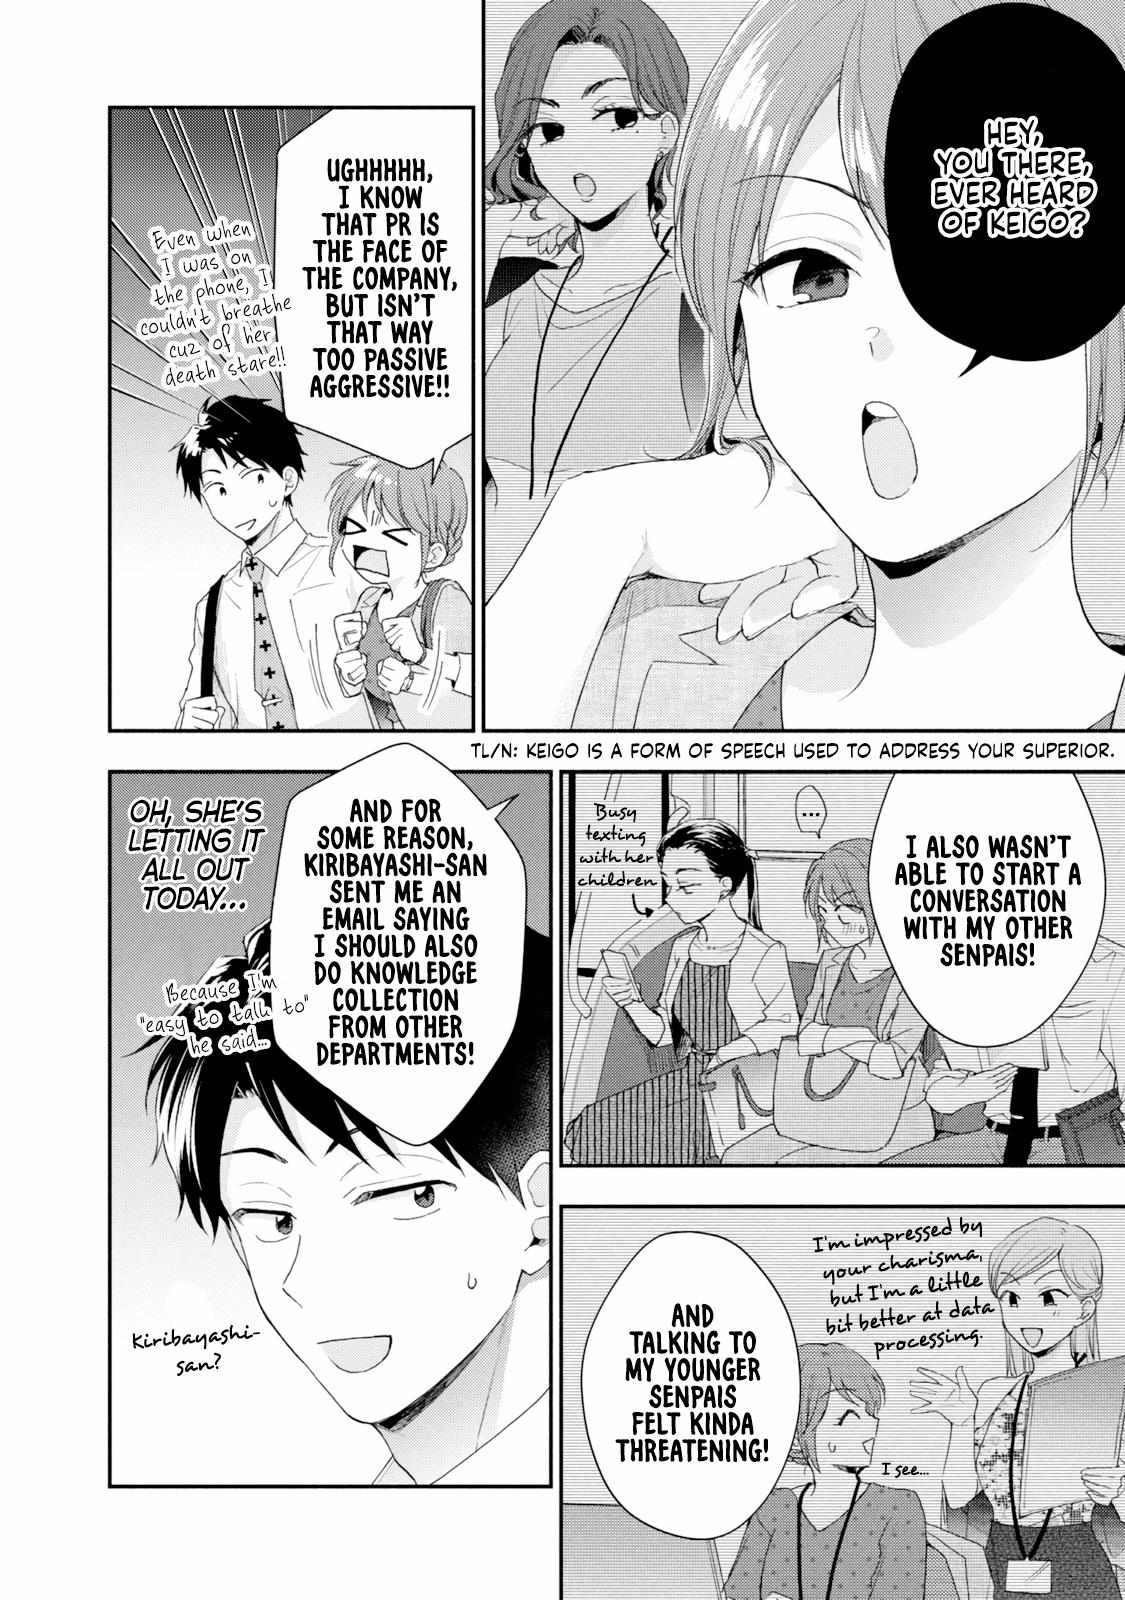 HEY,
YOU THERE,
EVER HEARD
OF KEIGO?
UGHHHHH,
I KNOW
THAT PR IS
THE FACE OF
THE COMPANY,
BUT ISN'T
THAT WAY
TOO PASSIVE
AGGRESSIVE!!
Even when
I was on
the phone, I
couldn't breathe
cuz of her
death stare!!
TL/N: KEIGO IS A FORM OF SPEECH USED TO ADDRESS YOUR SUPERIOR.
I ALSO WASN'T
ABLE TO START A
CONVERSATION
WITH MY OTHER
SENPAIS!
...
Busy
texting
with her
children
AND
TALKING TO
MY YOUNGER
SENPAIS
FELT KINDA
THREATENING!
I'm impressed by
your charisma,
but I'm a little
bit better at data
processing.
I see...
AND FOR
SOME REASON,
KIRIBAYASHI-SAN
SENT ME AN
EMAIL SAYING
I SHOULD ALSO
DO KNOWLEDGE
COLLECTION
FROM OTHER
DEPARTMENTS!
OH, SHE'S
LETTING IT
ALL OUT
TODAY...
Because I'm
"easy to talk to"
he said...
Kiribayashi-
san?